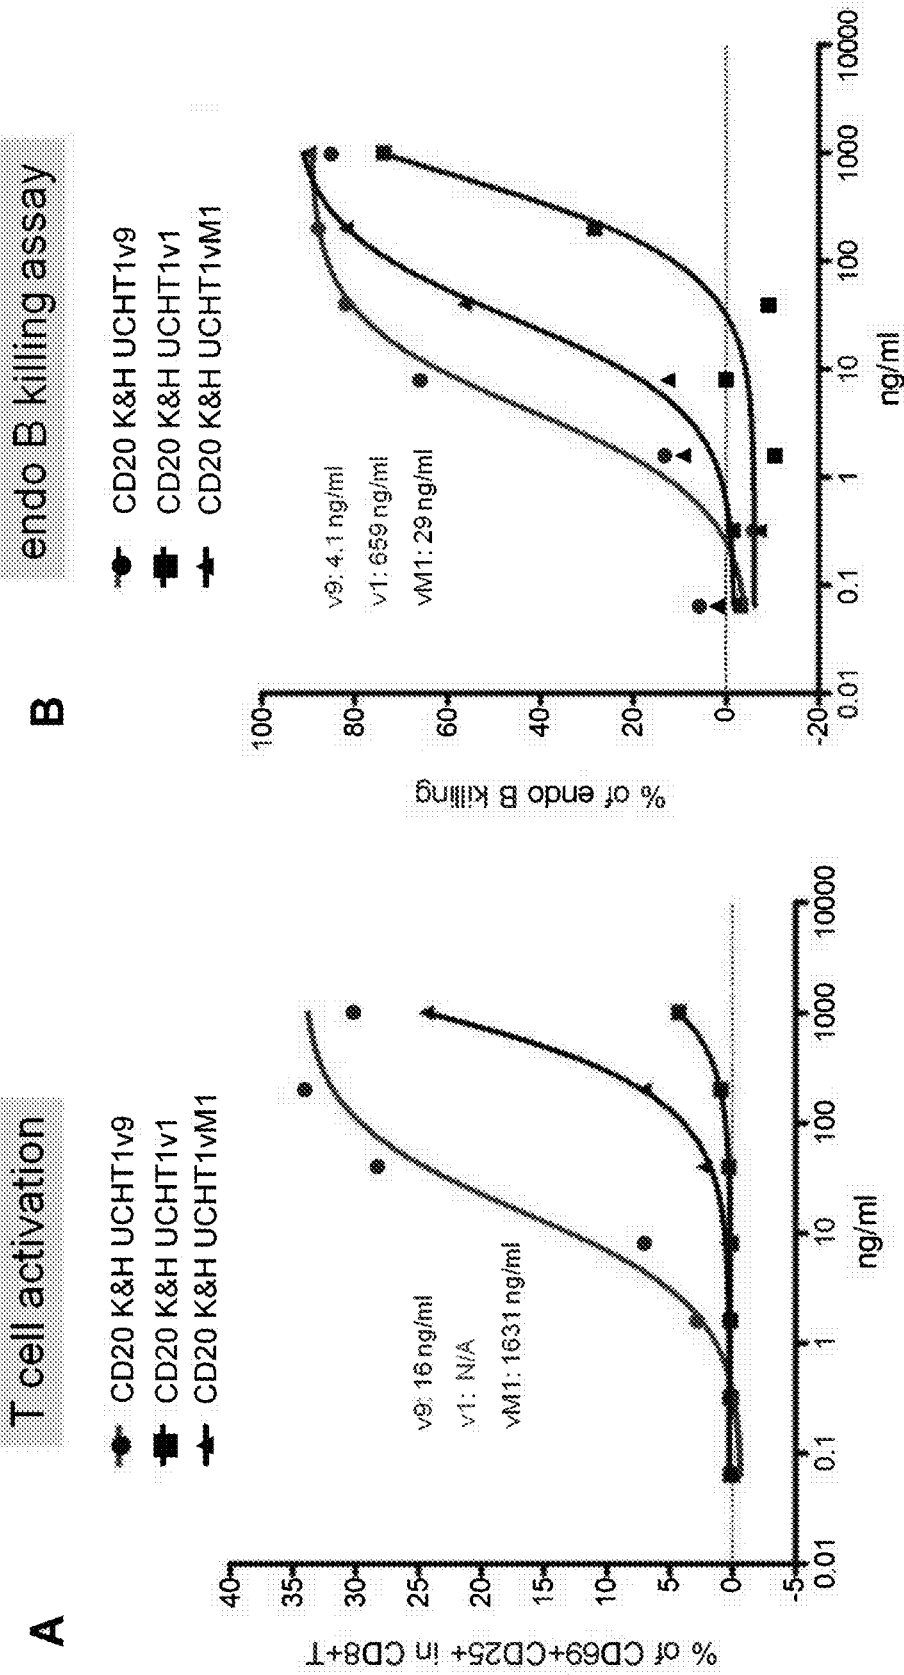 A
T cell activation
CD20 K&H UCHT1v9
CD20 K&H UCHT1v1
CD20 K&H UCHT1vM1
v9: 16 ng/ml
v1: N/A
vM1: 1631 ng/ml
% of CD69+CD25+ in CD8+T
40
35
30
25
20
15
10
5
0
-5
0.01
0.1
1
10
100
1000
10000
ng/ml
B
endo B killing assay
CD20 K&H UCHT1v9
CD20 K&H UCHT1v1
CD20 K&H UCHT1vM1
v9: 4.1 ng/ml
v1: 659 ng/ml
vM1: 29 ng/ml
% of endo B killing
100
80
60
40
20
0
-20
0.01
0.1
1
10
100
1000
10000
ng/ml